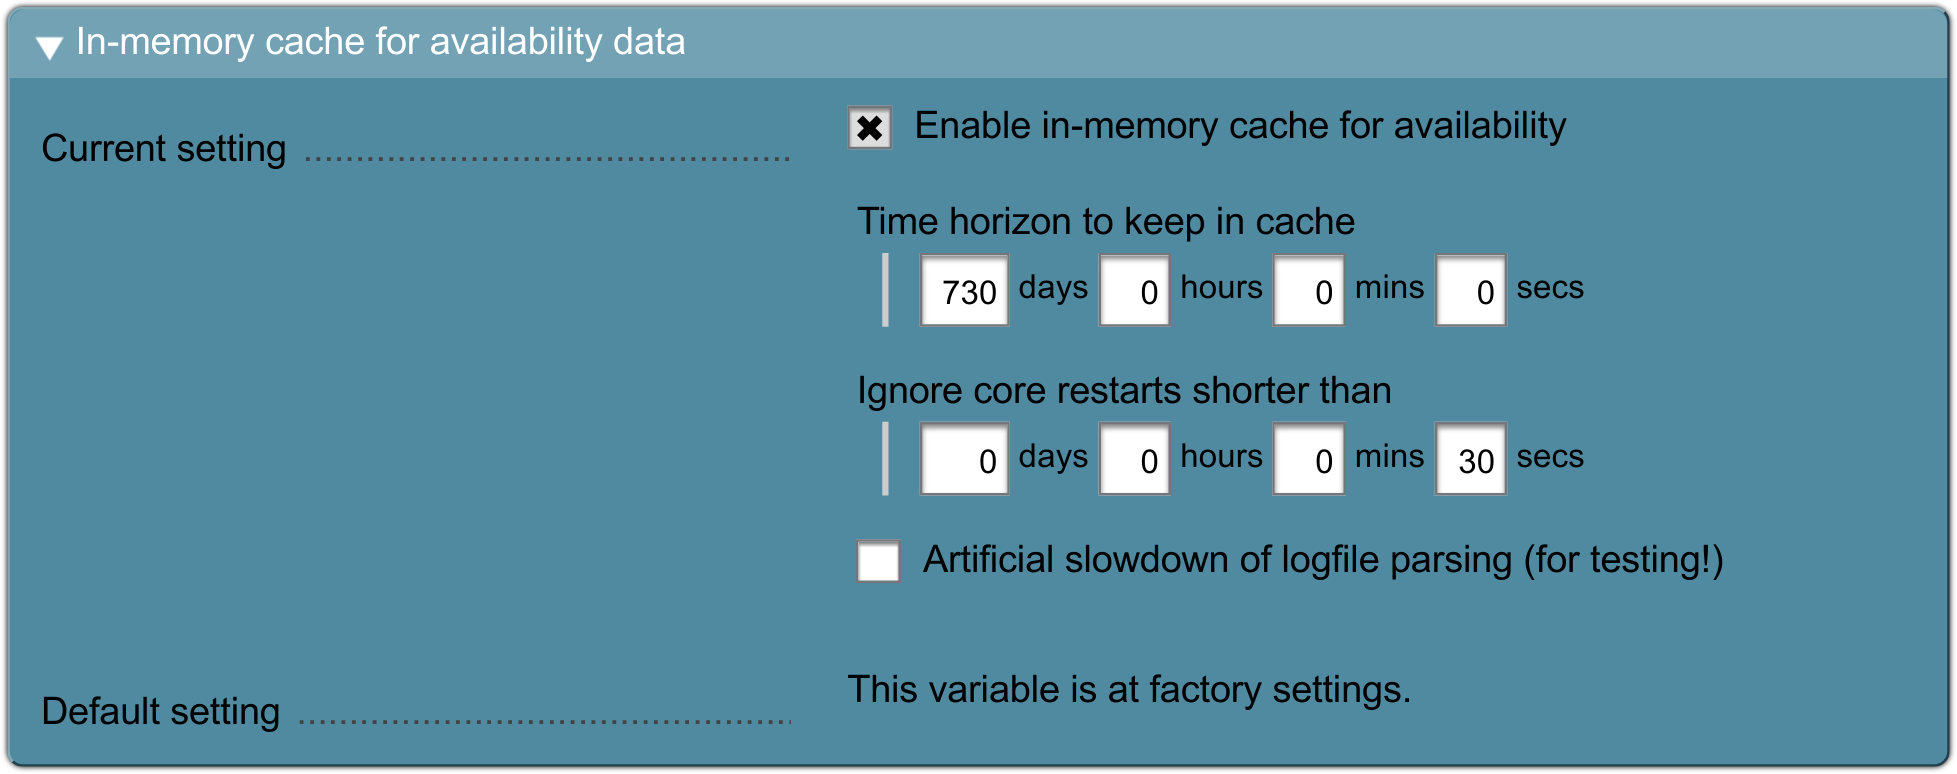 In-memory cache for availability data
Current setting
Enable in-memory cache for availability
Time horizon to keep in cache
730 days 0 hours 0 mins 0 secs
Ignore core restarts shorter than
0 days 0 hours 0 mins 30 secs
Artificial slowdown of logfile parsing (for testing!)
Default setting
This variable is at factory settings.